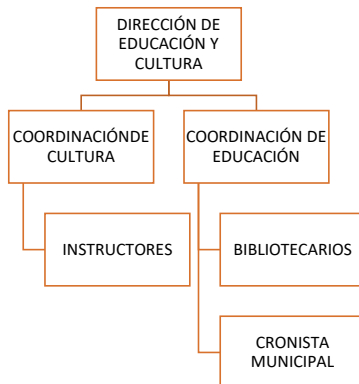 DIRECCIÓN DE
EDUCACIÓN Y
CULTURA
COORDINACIÓNDE
CULTURA
COORDINACIÓN DE
EDUCACIÓN
INSTRUCTORES
BIBLIOTECARIOS
CRONISTA
MUNICIPAL